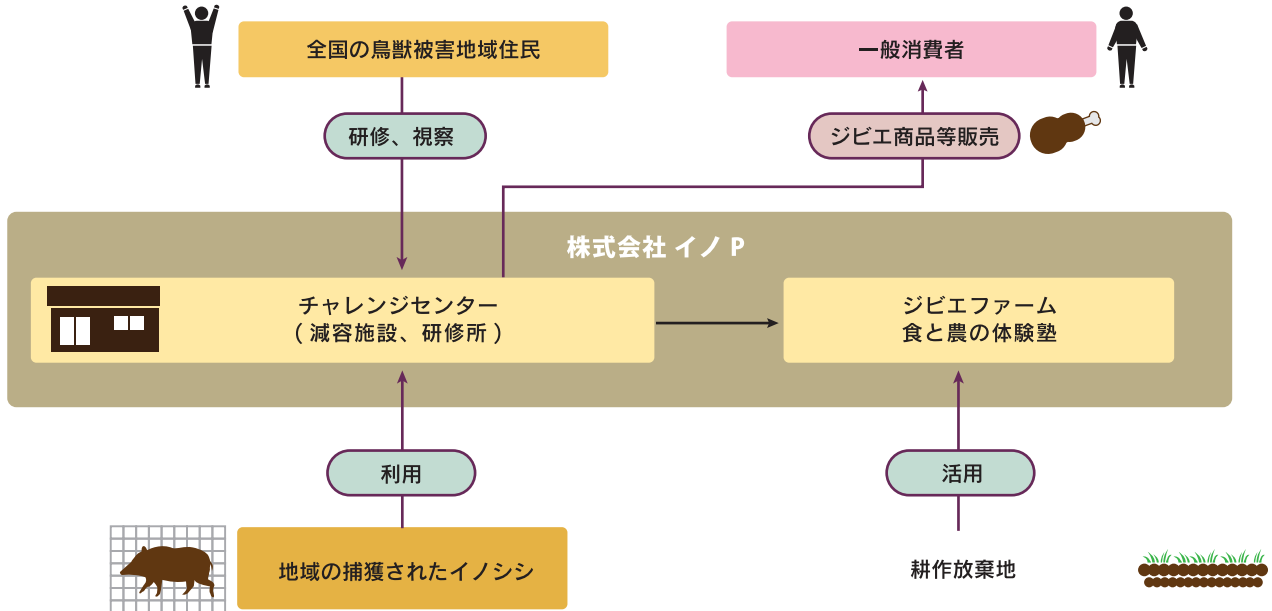 全国の鳥獣被害地域住民
一般消費者
研修、視察
ジビエ商品等販売
株式会社 イノP
チャレンジセンター
( 減容施設、研修所 )
ジビエファーム
食と農の体験塾
利用
活用
地域の捕獲されたイノシシ
耕作放棄地